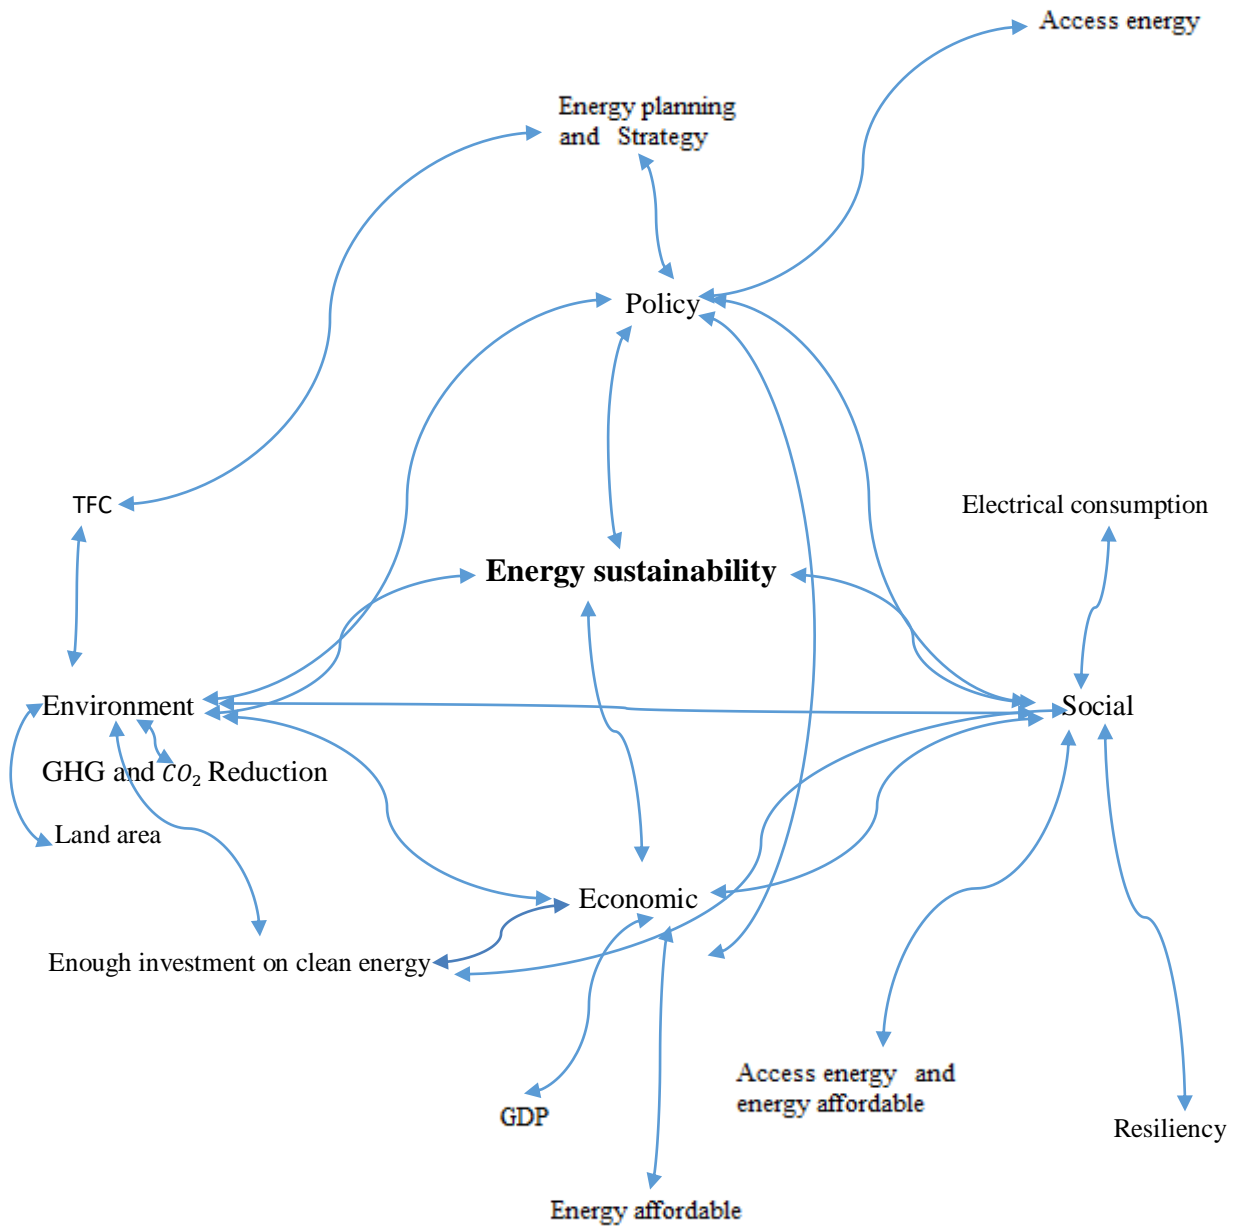 Access energy
Energy planning
and Strategy
Policy
TFC
Electrical consumption
Energy sustainability
Environment
Social
GHG and CO₂ Reduction
Land area
Economic
Enough investment on clean energy
Access energy and
energy affordable
GDP
Resiliency
Energy affordable